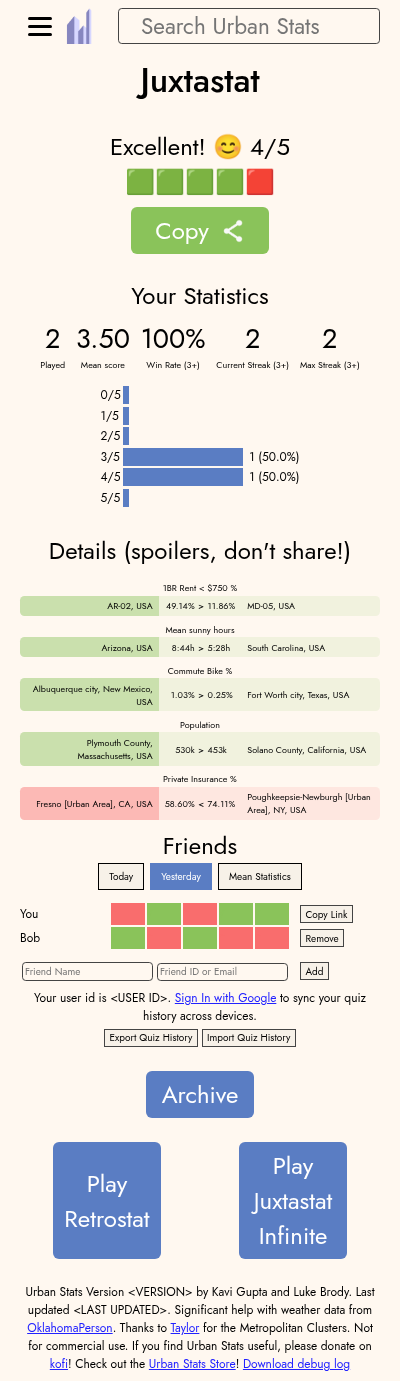 Search Urban Stats
Juxtastat
Excellent! 😊 4/5
🟩🟩🟩🟩🟥
Copy
Your Statistics
2 3.50 100% 2 2
Played Mean score Win Rate (3+) Current Streak (3+) Max Streak (3+)
0/5
1/5
2/5
3/5 1 (50.0%)
4/5 1 (50.0%)
5/5
Details (spoilers, don't share!)
1BR Rent < $750 %
AR-02, USA 49.14% > 11.86% MD-05, USA
Mean sunny hours
Arizona, USA 8:44h > 5:28h South Carolina, USA
Commute Bike %
Albuquerque city, New Mexico,
USA
1.03% > 0.25% Fort Worth city, Texas, USA
Population
Plymouth County,
Massachusetts, USA
530k > 453k Solano County, California, USA
Private Insurance %
Fresno [Urban Area], CA, USA 58.60% < 74.11%
Poughkeepsie-Newburgh [Urban
Area], NY, USA
Friends
Today Yesterday Mean Statistics
You Copy Link
Bob Remove
Friend Name Friend ID or Email Add
Your user id is <USER ID>. Sign In with Google to sync your quiz
history across devices.
Export Quiz History Import Quiz History
Archive
Play
Retrostat
Play
Juxtastat
Infinite
Urban Stats Version <VERSION> by Kavi Gupta and Luke Brody. Last
updated <LAST UPDATED>. Significant help with weather data from
OklahomaPerson. Thanks to Taylor for the Metropolitan Clusters. Not
for commercial use. If you find Urban Stats useful, please donate on
kofi! Check out the Urban Stats Store! Download debug log